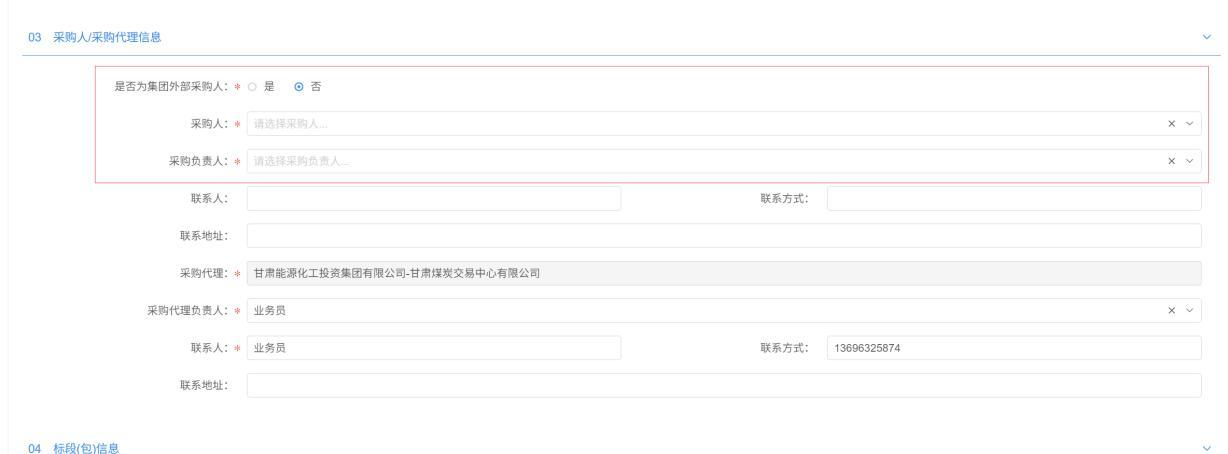 03 采购人/采购代理信息
是否为集团外部采购人：* 是 否
采购人：* 请选择采购人...
采购负责人：* 请选择采购负责人...
联系人： 联系方式：
联系地址：
采购代理：* 甘肃能源化工投资集团有限公司-甘肃煤炭交易中心有限公司
采购代理负责人：* 业务员
联系人：* 业务员 联系方式： 13696325874
联系地址：
04 标段(包)信息